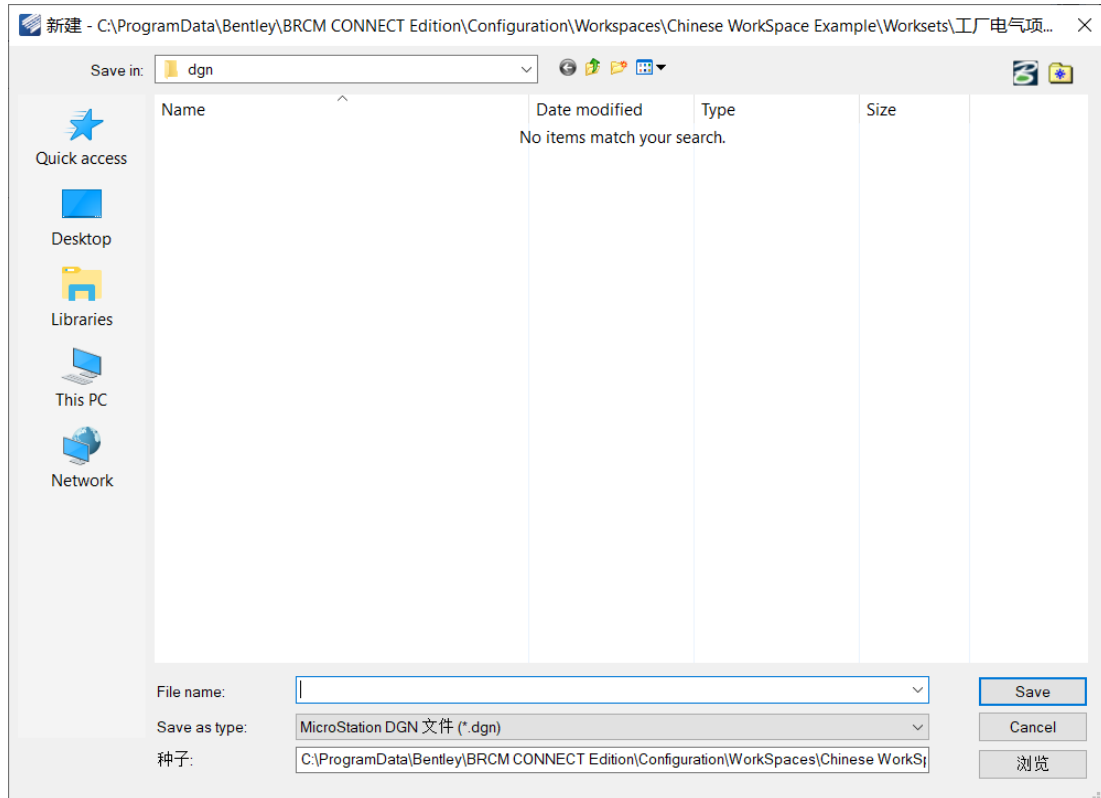 新建 - C:\ProgramData\Bentley\BRCM CONNECT Edition\Configuration\Workspaces\Chinese WorkSpace Example\Worksets\工厂电气项...
Save in: dgn
Name Date modified Type Size
No items match your search.
Quick access
Desktop
Libraries
This PC
Network
File name: Save
Save as type: MicroStation DGN 文件 (*.dgn) Cancel
种子: C:\ProgramData\Bentley\BRCM CONNECT Edition\Configuration\WorkSpaces\Chinese WorkSp 浏览